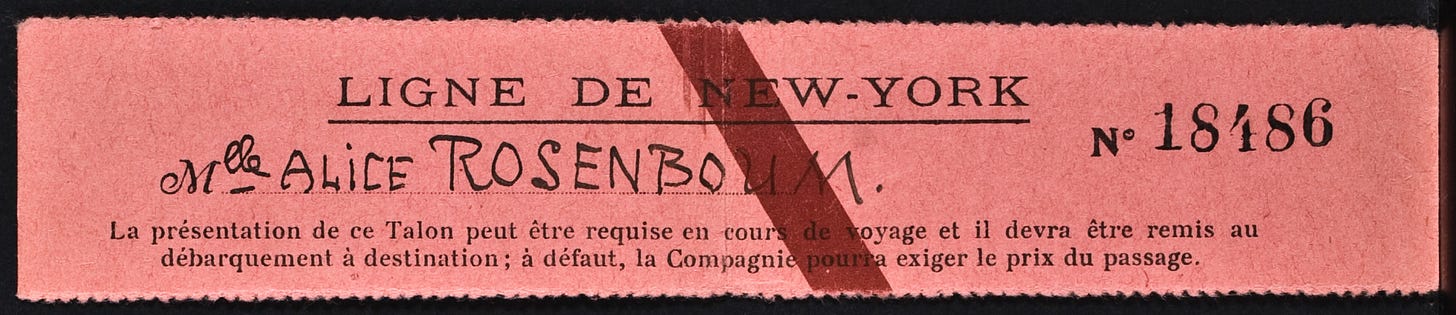 LIGNE DE NEW-YORK
N° 18486
Mlle ALICE ROSENBOUM.
La présentation de ce Talon peut être requise en cours de voyage et il devra être remis au
débarquement à destination ; à défaut, la Compagnie pourra exiger le prix du passage.